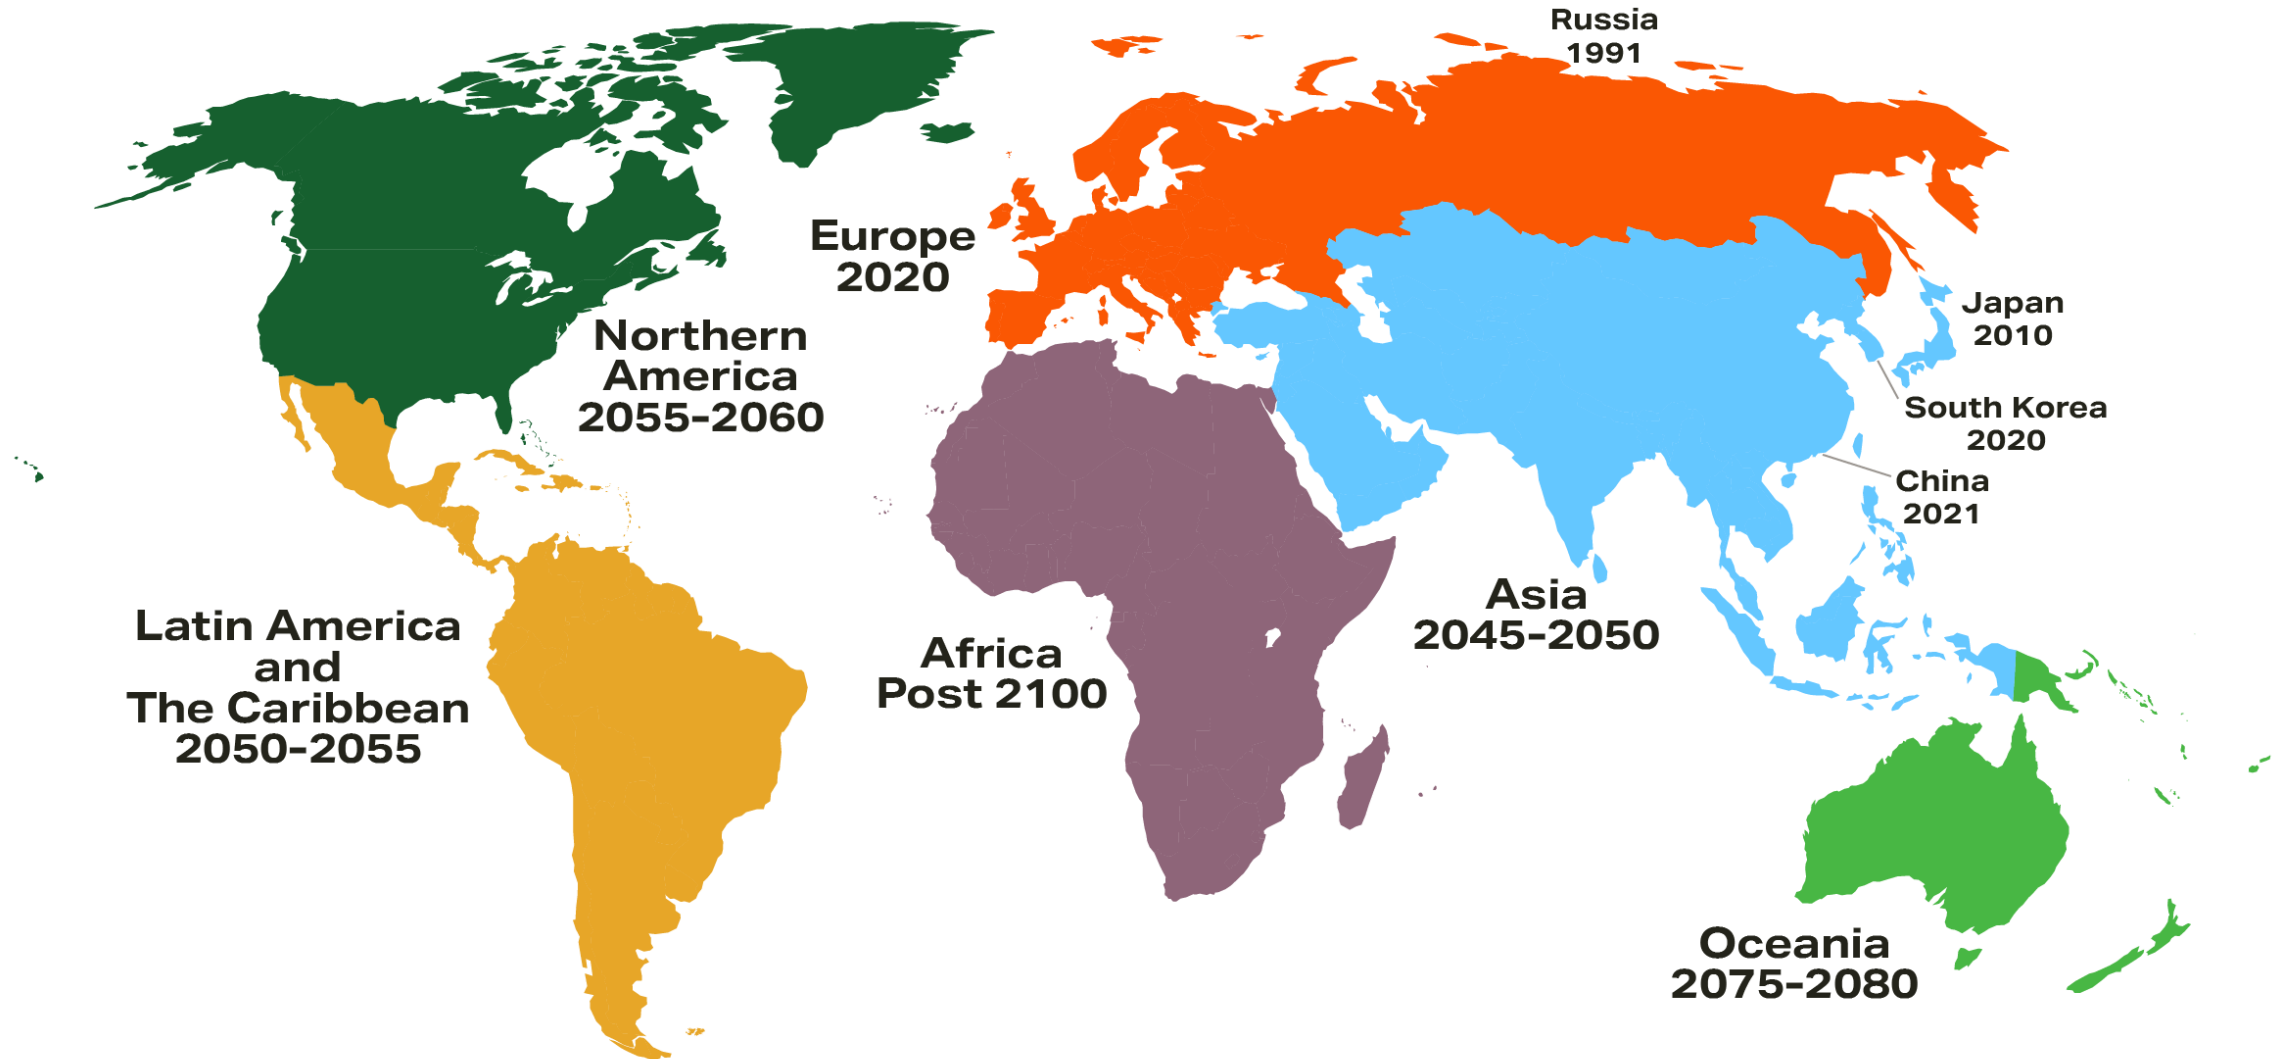 Russia
1991
Europe
2020
Northern
America
2055-2060
Japan
2010
South Korea
2020
China
2021
Latin America
and
The Caribbean
2050-2055
Africa
Post 2100
Asia
2045-2050
Oceania
2075-2080